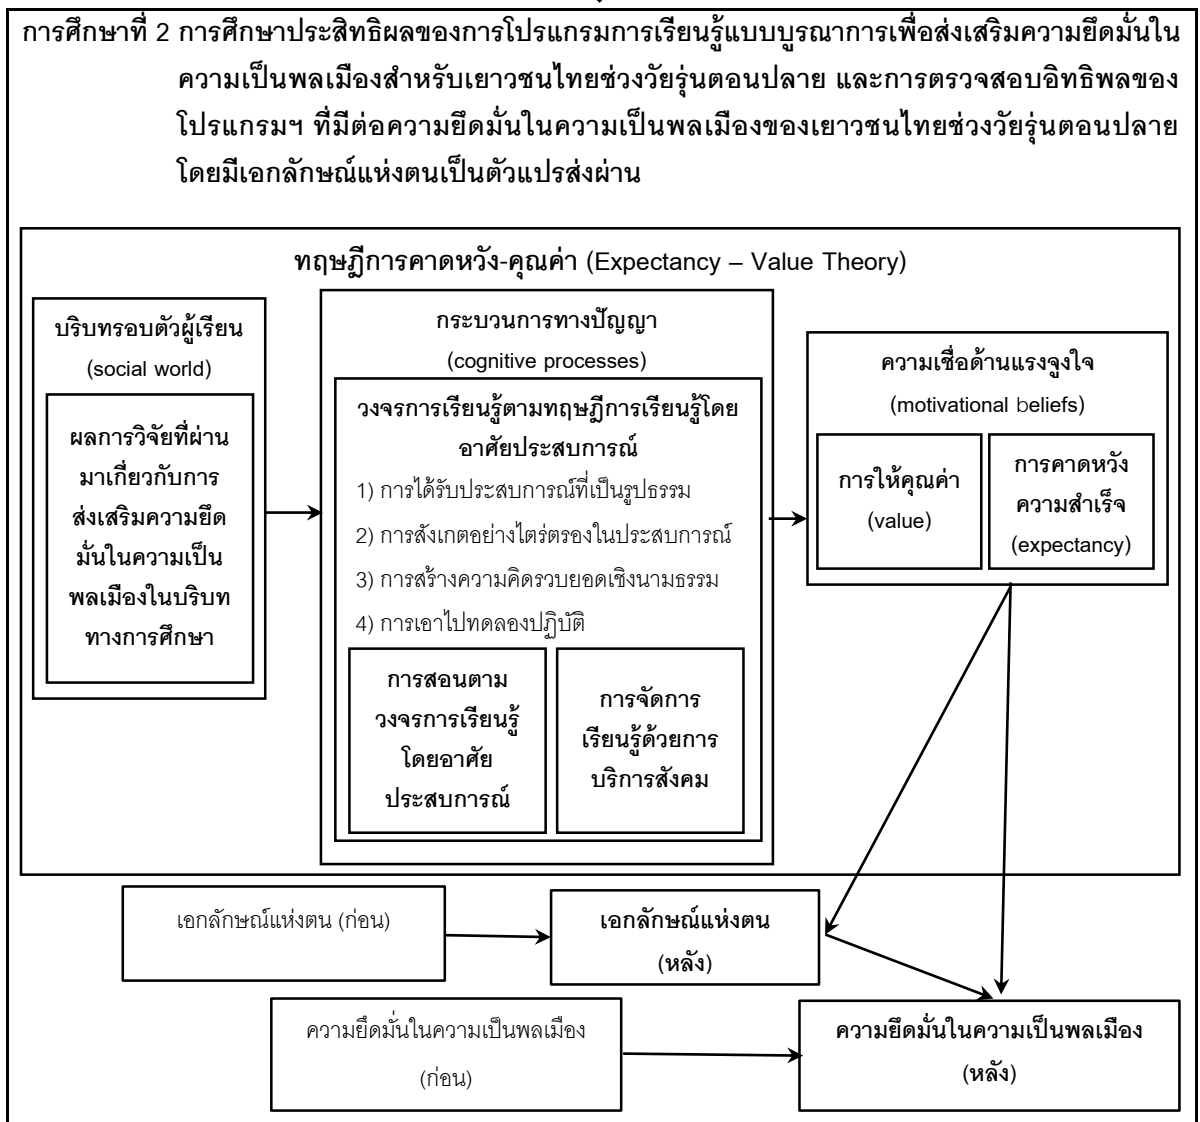 การศึกษาที่ 2 การศึกษาประสิทธิผลของการโปรแกรมการเรียนรู้แบบบูรณาการเพื่อส่งเสริมความยึดมั่นใน
ความเป็นพลเมืองสำหรับเยาวชนไทยช่วงวัยรุ่นตอนปลาย และการตรวจสอบอิทธิพลของ
โปรแกรมฯ ที่มีต่อความยึดมั่นในความเป็นพลเมืองของเยาวชนไทยช่วงวัยรุ่นตอนปลาย
โดยมีเอกลักษณ์แห่งตนเป็นตัวแปรส่งผ่าน
ทฤษฎีการคาดหวัง-คุณค่า (Expectancy – Value Theory)
บริบทรอบตัวผู้เรียน
(social world)
ผลการวิจัยที่ผ่าน
มาเกี่ยวกับการ
ส่งเสริมความยึด
มั่นในความเป็น
พลเมืองในบริบท
ทางการศึกษา
กระบวนการทางปัญญา
(cognitive processes)
วงจรการเรียนรู้ตามทฤษฎีการเรียนรู้โดย
อาศัยประสบการณ์
1) การได้รับประสบการณ์ที่เป็นรูปธรรม
2) การสังเกตอย่างไตร่ตรองในประสบการณ์
3) การสร้างความคิดรวบยอดเชิงนามธรรม
4) การเอาไปทดลองปฏิบัติ
การสอนตาม
วงจรการเรียนรู้
โดยอาศัย
ประสบการณ์
การจัดการ
เรียนรู้ด้วยการ
บริการสังคม
ความเชื่อด้านแรงจูงใจ
(motivational beliefs)
การให้คุณค่า
(value)
การคาดหวัง
ความสำเร็จ
(expectancy)
เอกลักษณ์แห่งตน (ก่อน)
เอกลักษณ์แห่งตน
(หลัง)
ความยึดมั่นในความเป็นพลเมือง
(ก่อน)
ความยึดมั่นในความเป็นพลเมือง
(หลัง)